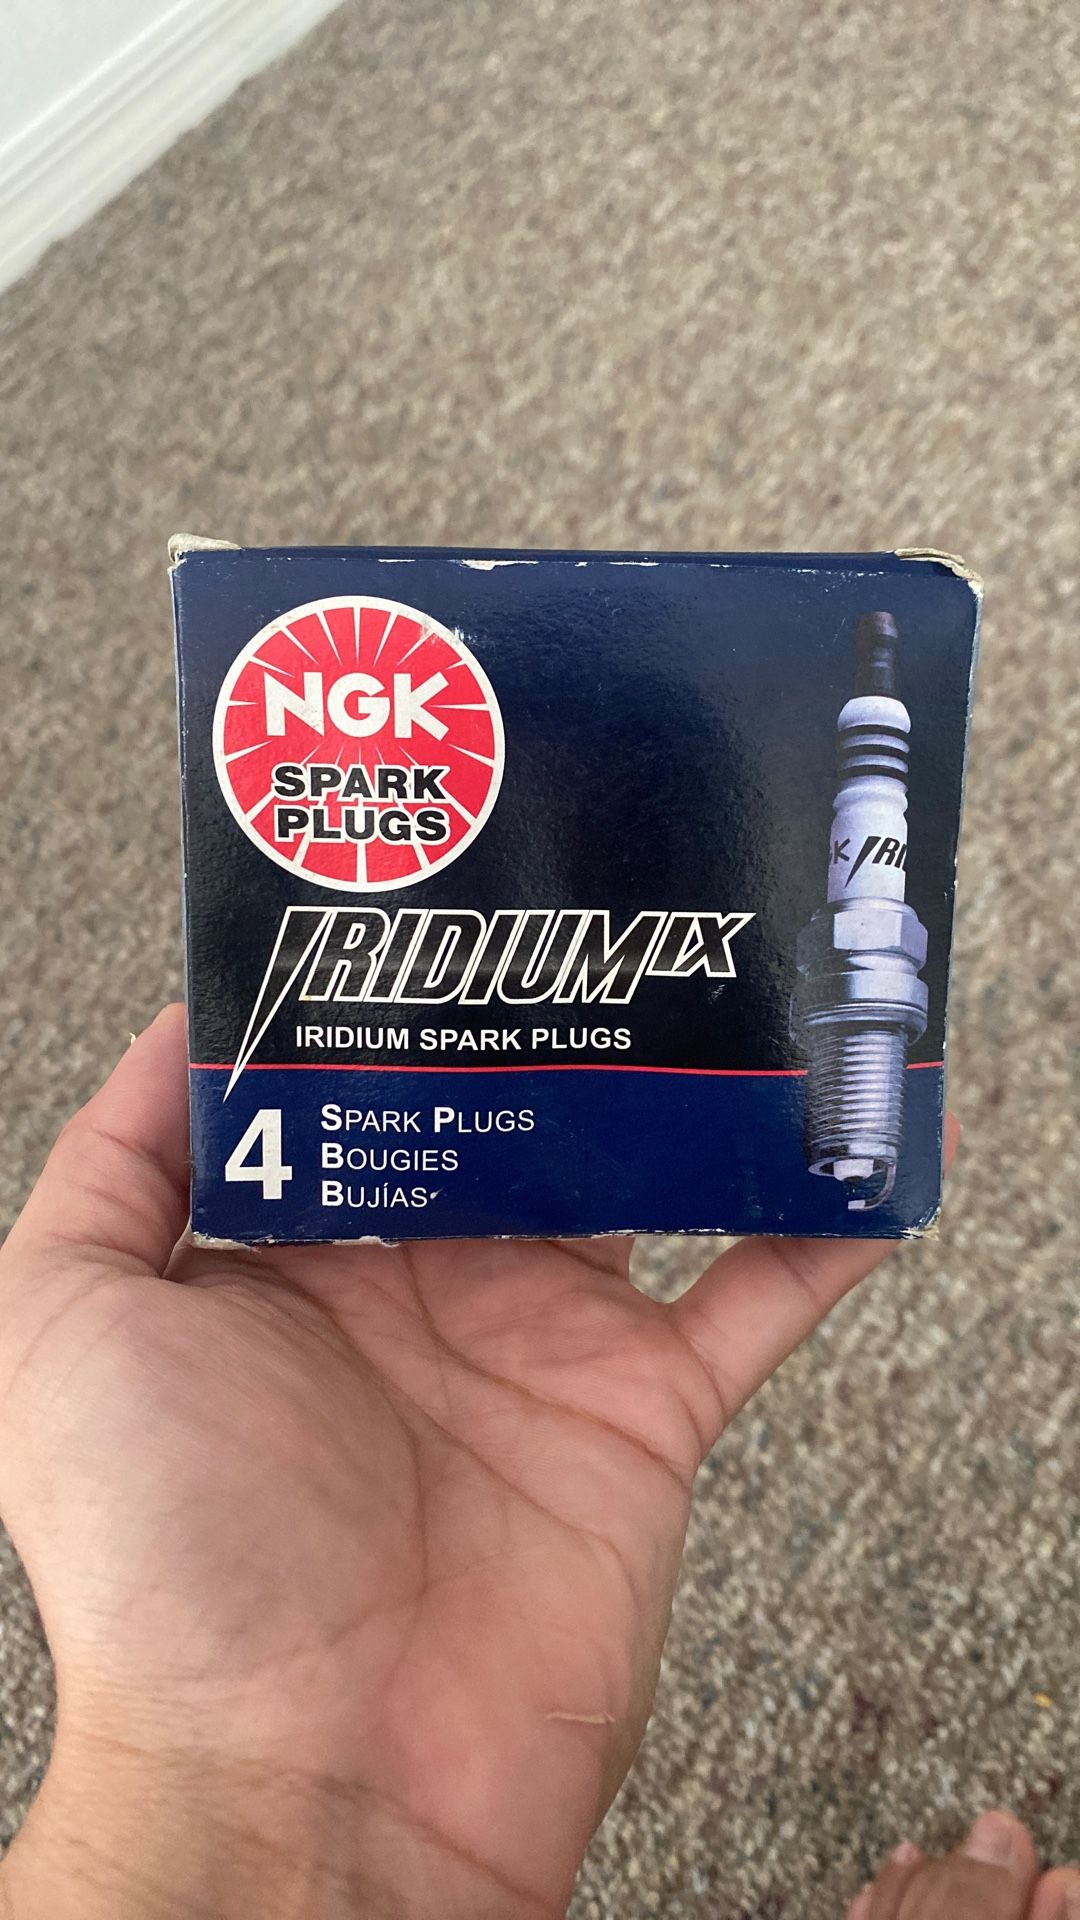 NGK
SPARK
PLUGS
IRIDIUM IX
IRIDIUM SPARK PLUGS
4 SPARK PLUGS
BOUGIES
BUJÍAS